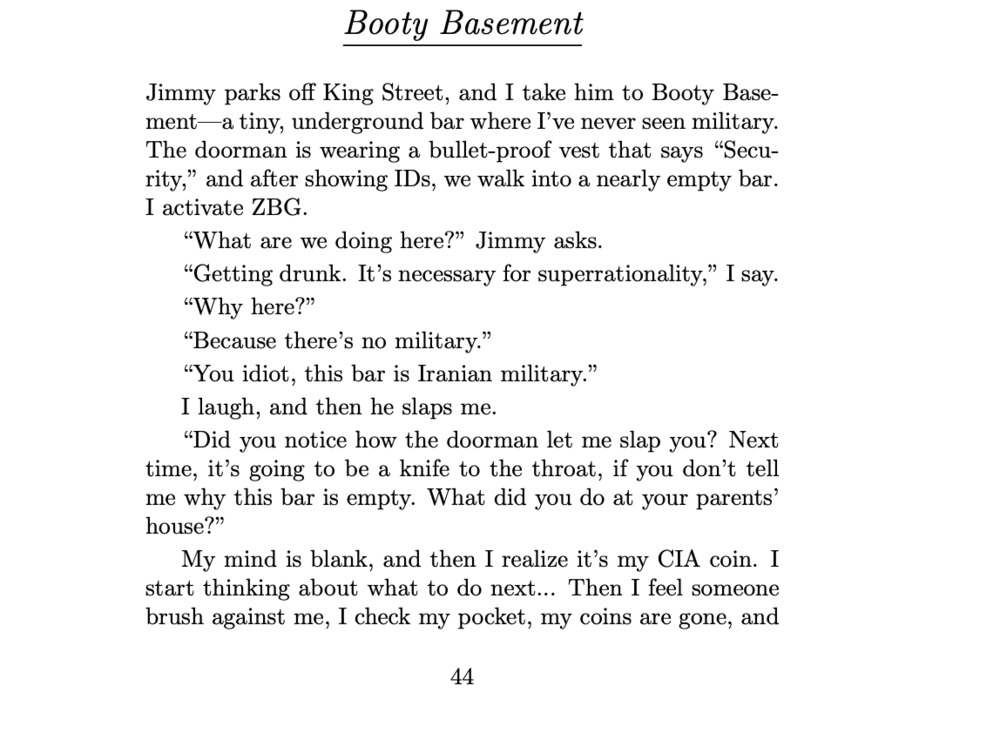 Booty Basement
Jimmy parks off King Street, and I take him to Booty Base-
ment—a tiny, underground bar where I’ve never seen military.
The doorman is wearing a bullet-proof vest that says “Secu-
rity,” and after showing IDs, we walk into a nearly empty bar.
I activate ZBG.
“What are we doing here?” Jimmy asks.
“Getting drunk. It’s necessary for superrationality,” I say.
“Why here?”
“Because there’s no military.”
“You idiot, this bar is Iranian military.”
I laugh, and then he slaps me.
“Did you notice how the doorman let me slap you? Next
time, it’s going to be a knife to the throat, if you don’t tell
me why this bar is empty. What did you do at your parents’
house?”
My mind is blank, and then I realize it’s my CIA coin. I
start thinking about what to do next... Then I feel someone
brush against me, I check my pocket, my coins are gone, and
44